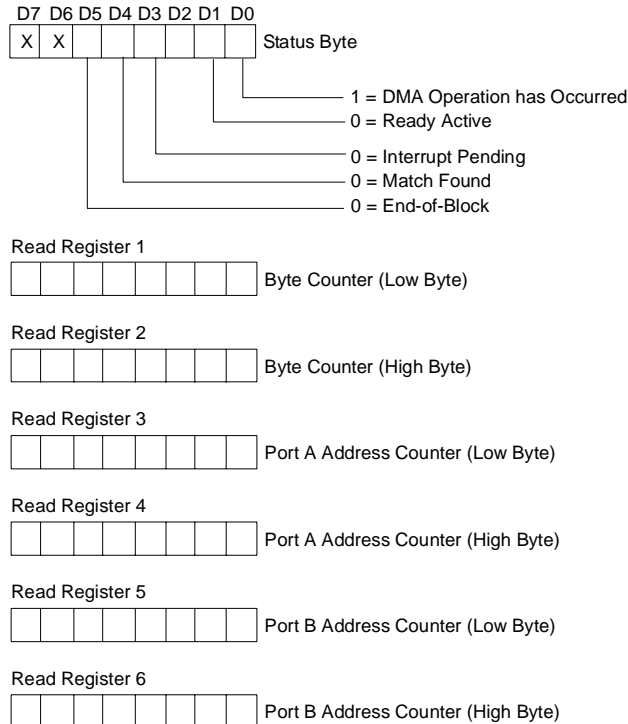 D7 D6 D5 D4 D3 D2 D1 D0
X X Status Byte
1 = DMA Operation has Occurred
0 = Ready Active
0 = Interrupt Pending
0 = Match Found
0 = End-of-Block
Read Register 1
Byte Counter (Low Byte)
Read Register 2
Byte Counter (High Byte)
Read Register 3
Port A Address Counter (Low Byte)
Read Register 4
Port A Address Counter (High Byte)
Read Register 5
Port B Address Counter (Low Byte)
Read Register 6
Port B Address Counter (High Byte)